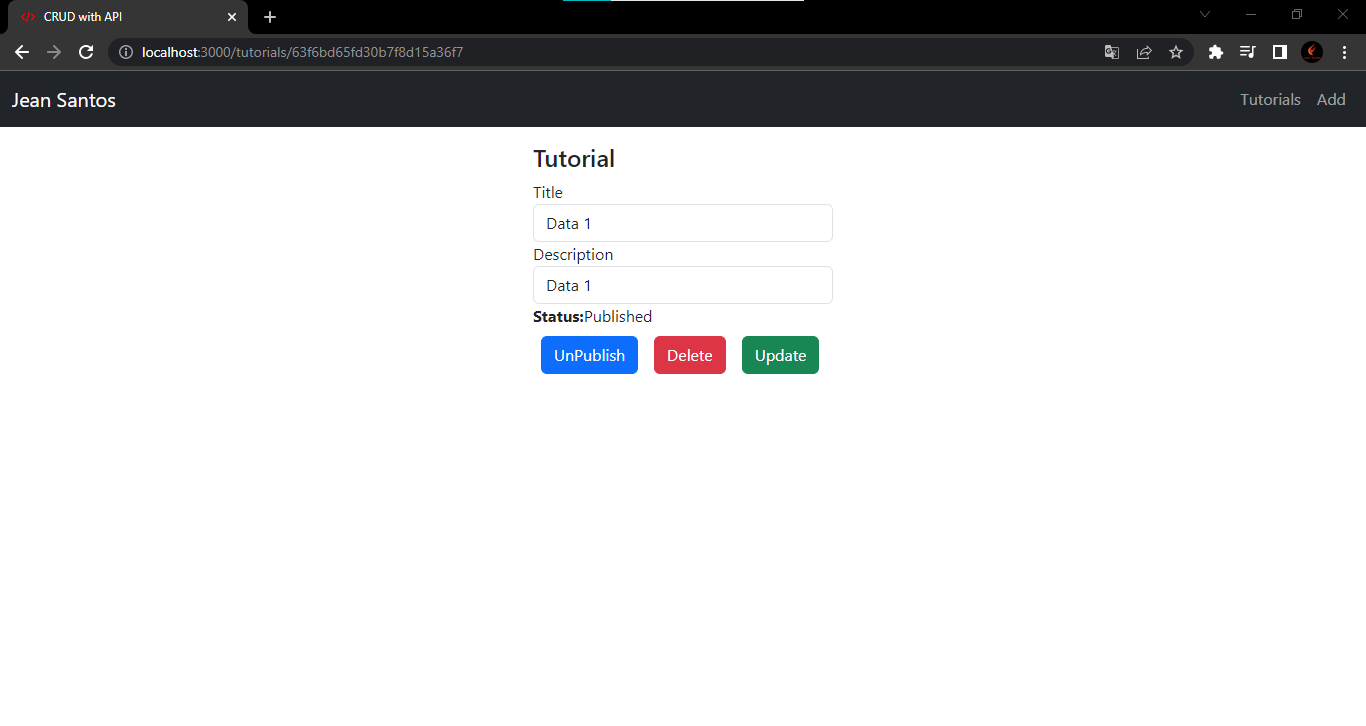 CRUD with API
localhost:3000/tutorials/63f6bd65fd30b7f8d15a36f7
Jean Santos Tutorials Add
Tutorial
Title
Data 1
Description
Data 1
Status:Published
UnPublish Delete Update